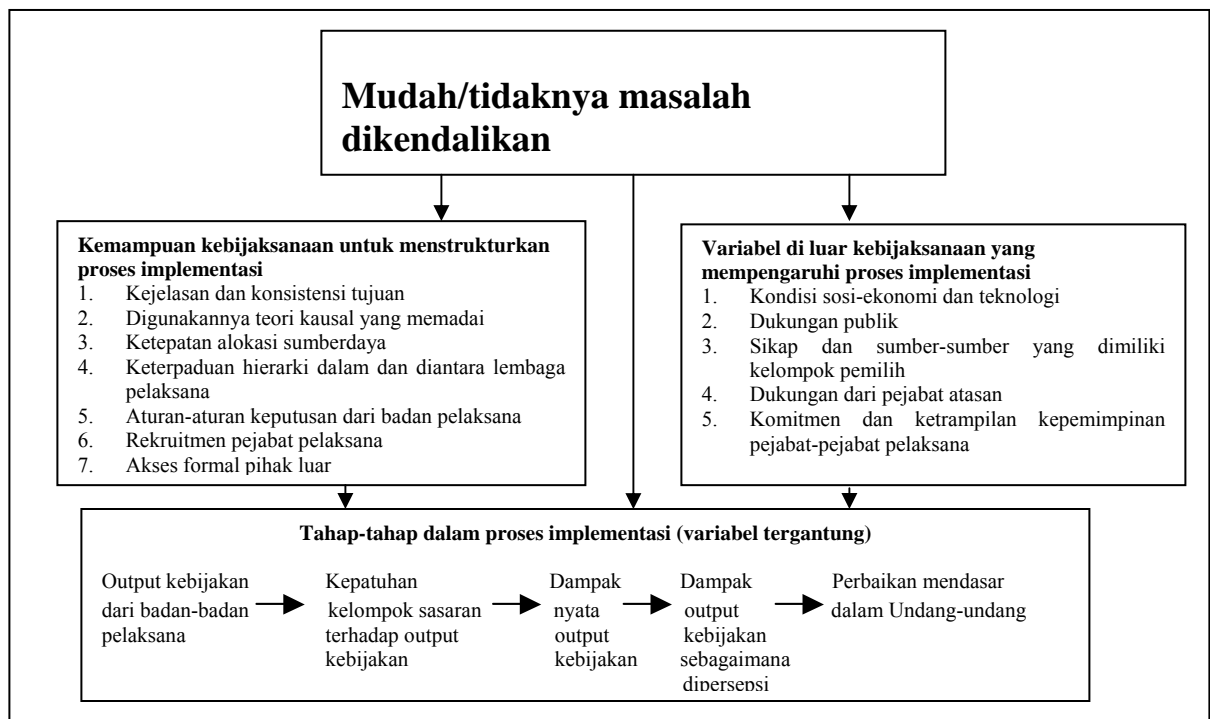 Mudah/tidaknya masalah
dikendalikan
Kemampuan kebijaksanaan untuk menstrukturkan
proses implementasi
1. Kejelasan dan konsistensi tujuan
2. Digunakannya teori kausal yang memadai
3. Ketepatan alokasi sumberdaya
4. Keterpaduan hierarki dalam dan diantara lembaga
pelaksana
5. Aturan-aturan keputusan dari badan pelaksana
6. Rekruitmen pejabat pelaksana
7. Akses formal pihak luar
Variabel di luar kebijaksanaan yang
mempengaruhi proses implementasi
1. Kondisi sosi-ekonomi dan teknologi
2. Dukungan publik
3. Sikap dan sumber-sumber yang dimiliki
kelompok pemilih
4. Dukungan dari pejabat atasan
5. Komitmen dan ketrampilan kepemimpinan
pejabat-pejabat pelaksana
Tahap-tahap dalam proses implementasi (variabel tergantung)
Output kebijakan
dari badan-badan
pelaksana
Kepatuhan
kelompok sasaran
terhadap output
kebijakan
Dampak
nyata
output
kebijakan
Dampak
output
kebijakan
sebagaimana
dipersepsi
Perbaikan mendasar
dalam Undang-undang